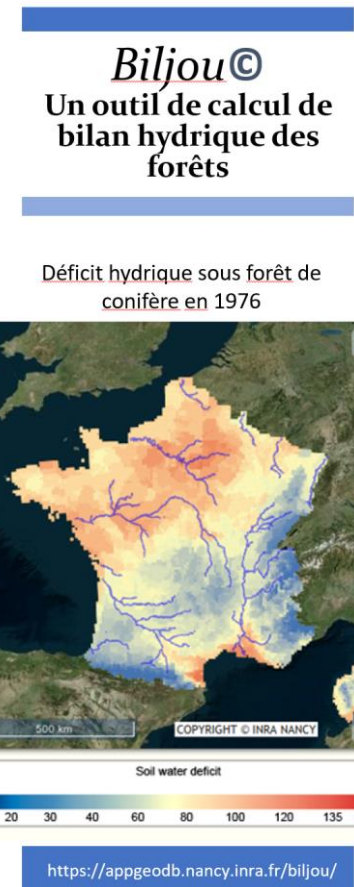 Biljou©
Un outil de calcul de
bilan hydrique des
forêts
Déficit hydrique sous forêt de
conifère en 1976
500 km
COPYRIGHT © INRA NANCY
Soil water deficit
20 30 40 60 80 100 120 135
https://appgeodb.nancy.inra.fr/biljou/